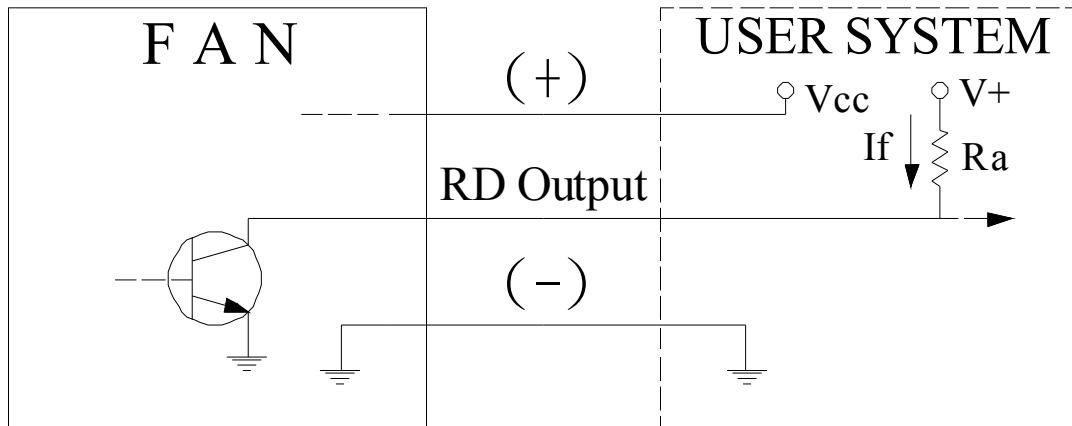 F A N
USER SYSTEM
(+)
Vcc
V+
If
Ra
RD Output
(-)